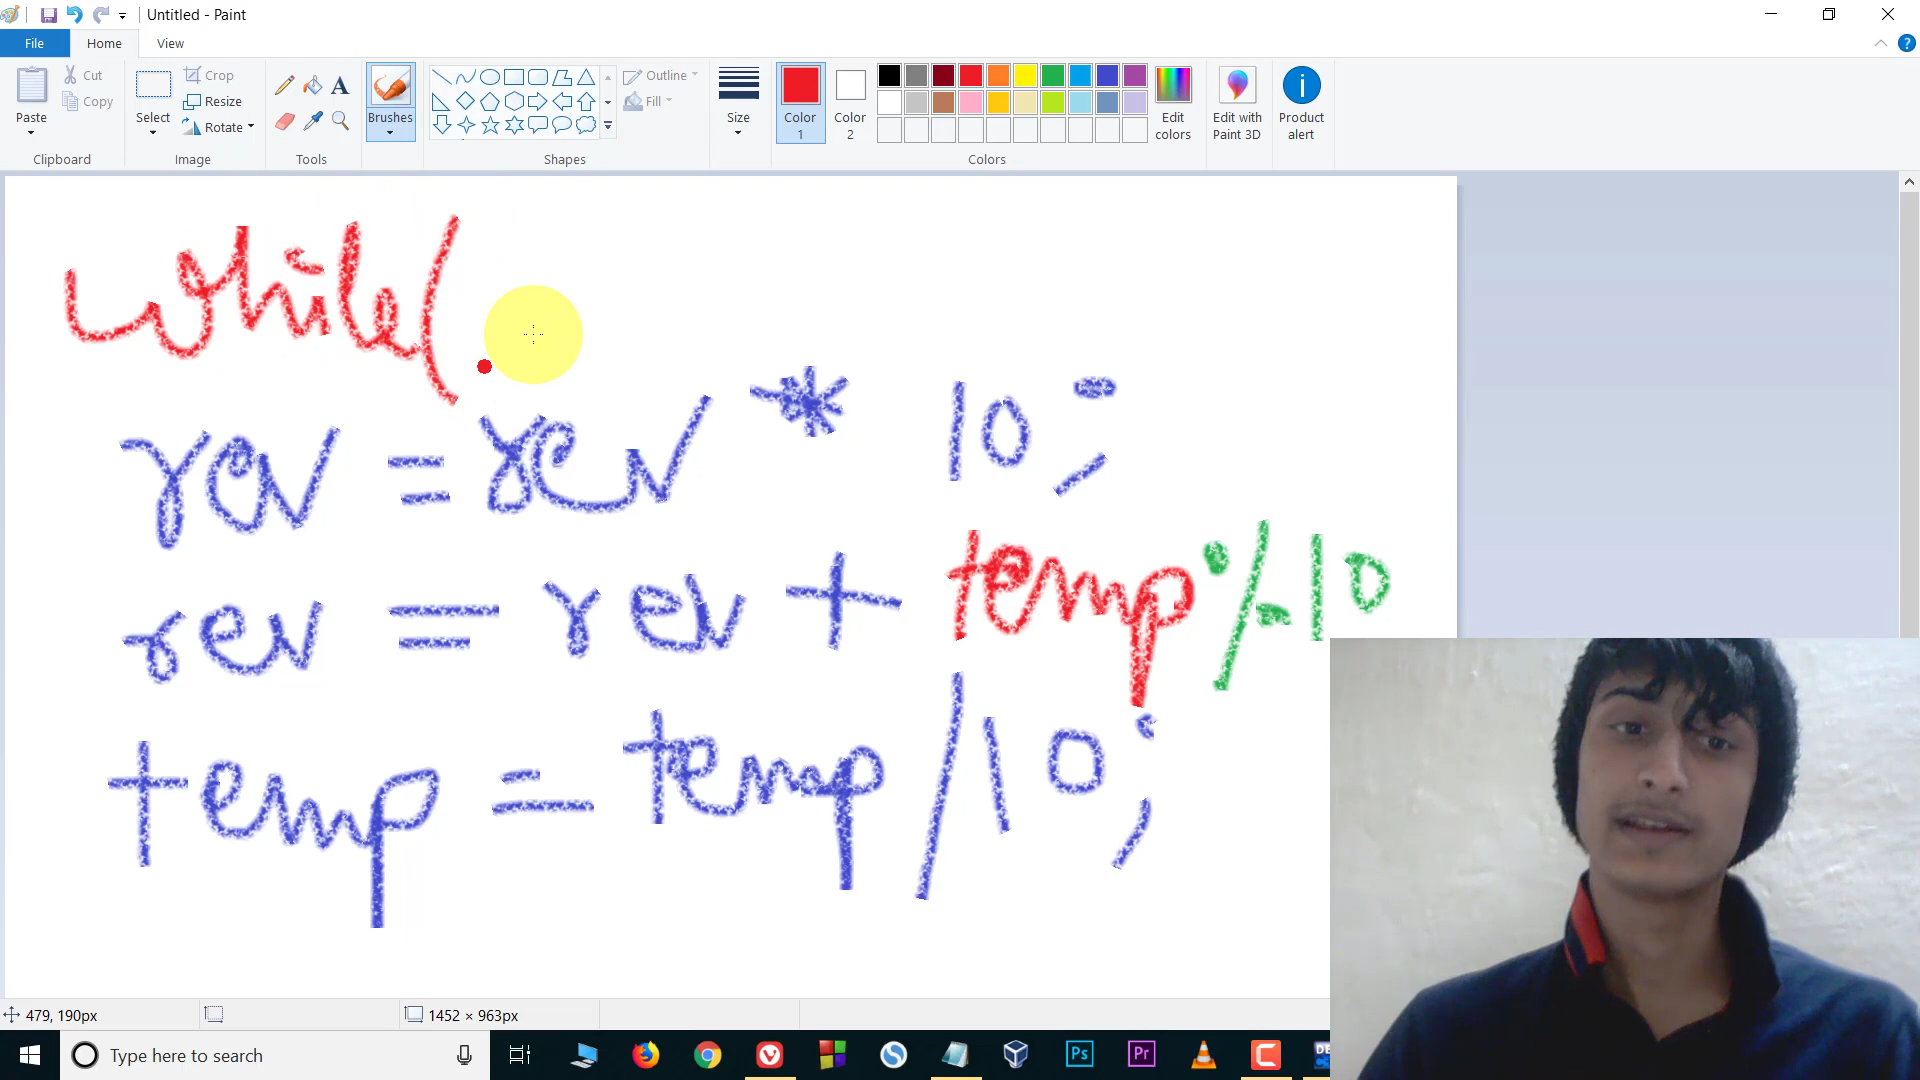 Untitled - Paint
File Home View
Paste Cut Copy Clipboard
Select Crop Resize Rotate Image
Tools
Brushes
Shapes Outline Fill
Size
Color 1 Color 2 Edit colors Colors
Edit with Paint 3D
Product alert
while(
rev = rev * 10;
rev = rev + temp%10
temp = temp/10;
479, 190px 1452 × 963px
Type here to search
Ps Pr